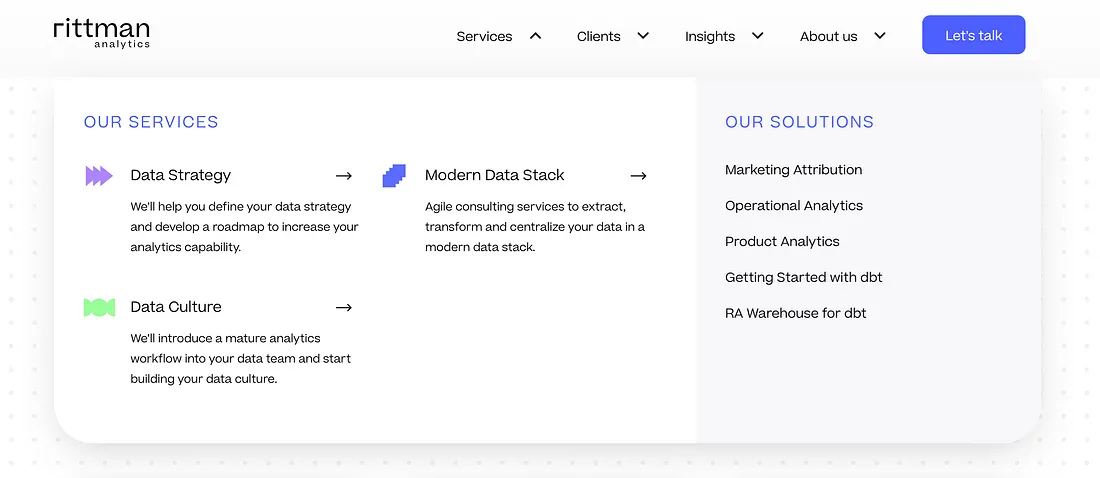 rittman
analytics
Services
Clients
Insights
About us
Let's talk
OUR SERVICES
Data Strategy
We'll help you define your data strategy
and develop a roadmap to increase your
analytics capability.
Modern Data Stack
Agile consulting services to extract,
transform and centralize your data in a
modern data stack.
Data Culture
We'll introduce a mature analytics
workflow into your data team and start
building your data culture.
OUR SOLUTIONS
Marketing Attribution
Operational Analytics
Product Analytics
Getting Started with dbt
RA Warehouse for dbt